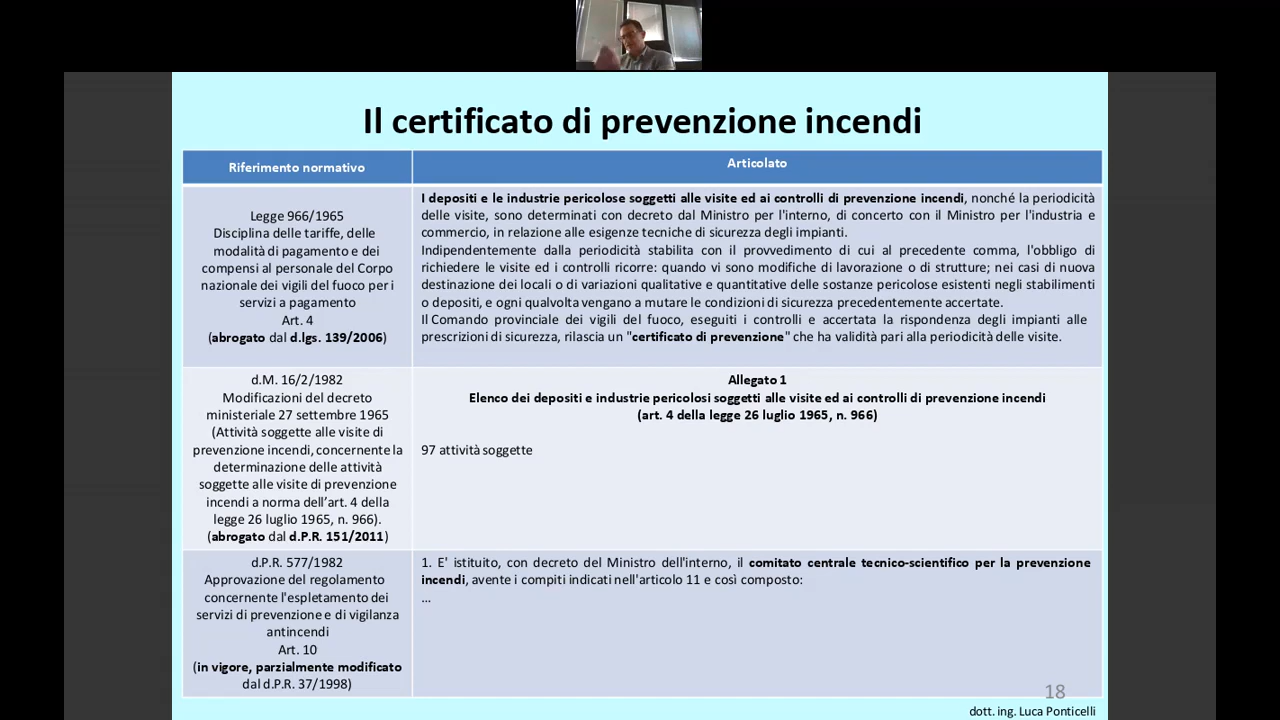 Il certificato di prevenzione incendi
Riferimento normativo
Articolato
Legge 966/1965
Disciplina delle tariffe, delle
modalità di pagamento e dei
compensi al personale del Corpo
nazionale dei vigili del fuoco per i
servizi a pagamento
Art. 4
(abrogato dal d.lgs. 139/2006)
I depositi e le industrie pericolose soggetti alle visite ed ai controlli di prevenzione incendi, nonché la periodicità
delle visite, sono determinati con decreto dal Ministro per l'interno, di concerto con il Ministro per l'industria e
commercio, in relazione alle esigenze tecniche di sicurezza degli impianti.
Indipendentemente dalla periodicità stabilita con il provvedimento di cui al precedente comma, l'obbligo di
richiedere le visite ed i controlli ricorre: quando vi sono modifiche di lavorazione o di strutture; nei casi di nuova
destinazione dei locali o di variazioni qualitative e quantitative delle sostanze pericolose esistenti negli stabilimenti
o depositi, e ogni qualvolta vengano a mutare le condizioni di sicurezza precedentemente accertate.
Il Comando provinciale dei vigili del fuoco, eseguiti i controlli e accertata la rispondenza degli impianti alle
prescrizioni di sicurezza, rilascia un "certificato di prevenzione" che ha validità pari alla periodicità delle visite.
d.M. 16/2/1982
Modificazioni del decreto
ministeriale 27 settembre 1965
(Attività soggette alle visite di
prevenzione incendi, concernente la
determinazione delle attività
soggette alle visite di prevenzione
incendi a norma dell'art. 4 della
legge 26 luglio 1965, n. 966).
(abrogato dal d.P.R. 151/2011)
Allegato 1
Elenco dei depositi e industrie pericolosi soggetti alle visite ed ai controlli di prevenzione incendi
(art. 4 della legge 26 luglio 1965, n. 966)
97 attività soggette
d.P.R. 577/1982
Approvazione del regolamento
concernente l'espletamento dei
servizi di prevenzione e di vigilanza
antincendi
Art. 10
(in vigore, parzialmente modificato
dal d.P.R. 37/1998)
1. E' istituito, con decreto del Ministro dell'interno, il comitato centrale tecnico-scientifico per la prevenzione
incendi, avente i compiti indicati nell'articolo 11 e così composto:
…
18
dott. ing. Luca Ponticelli